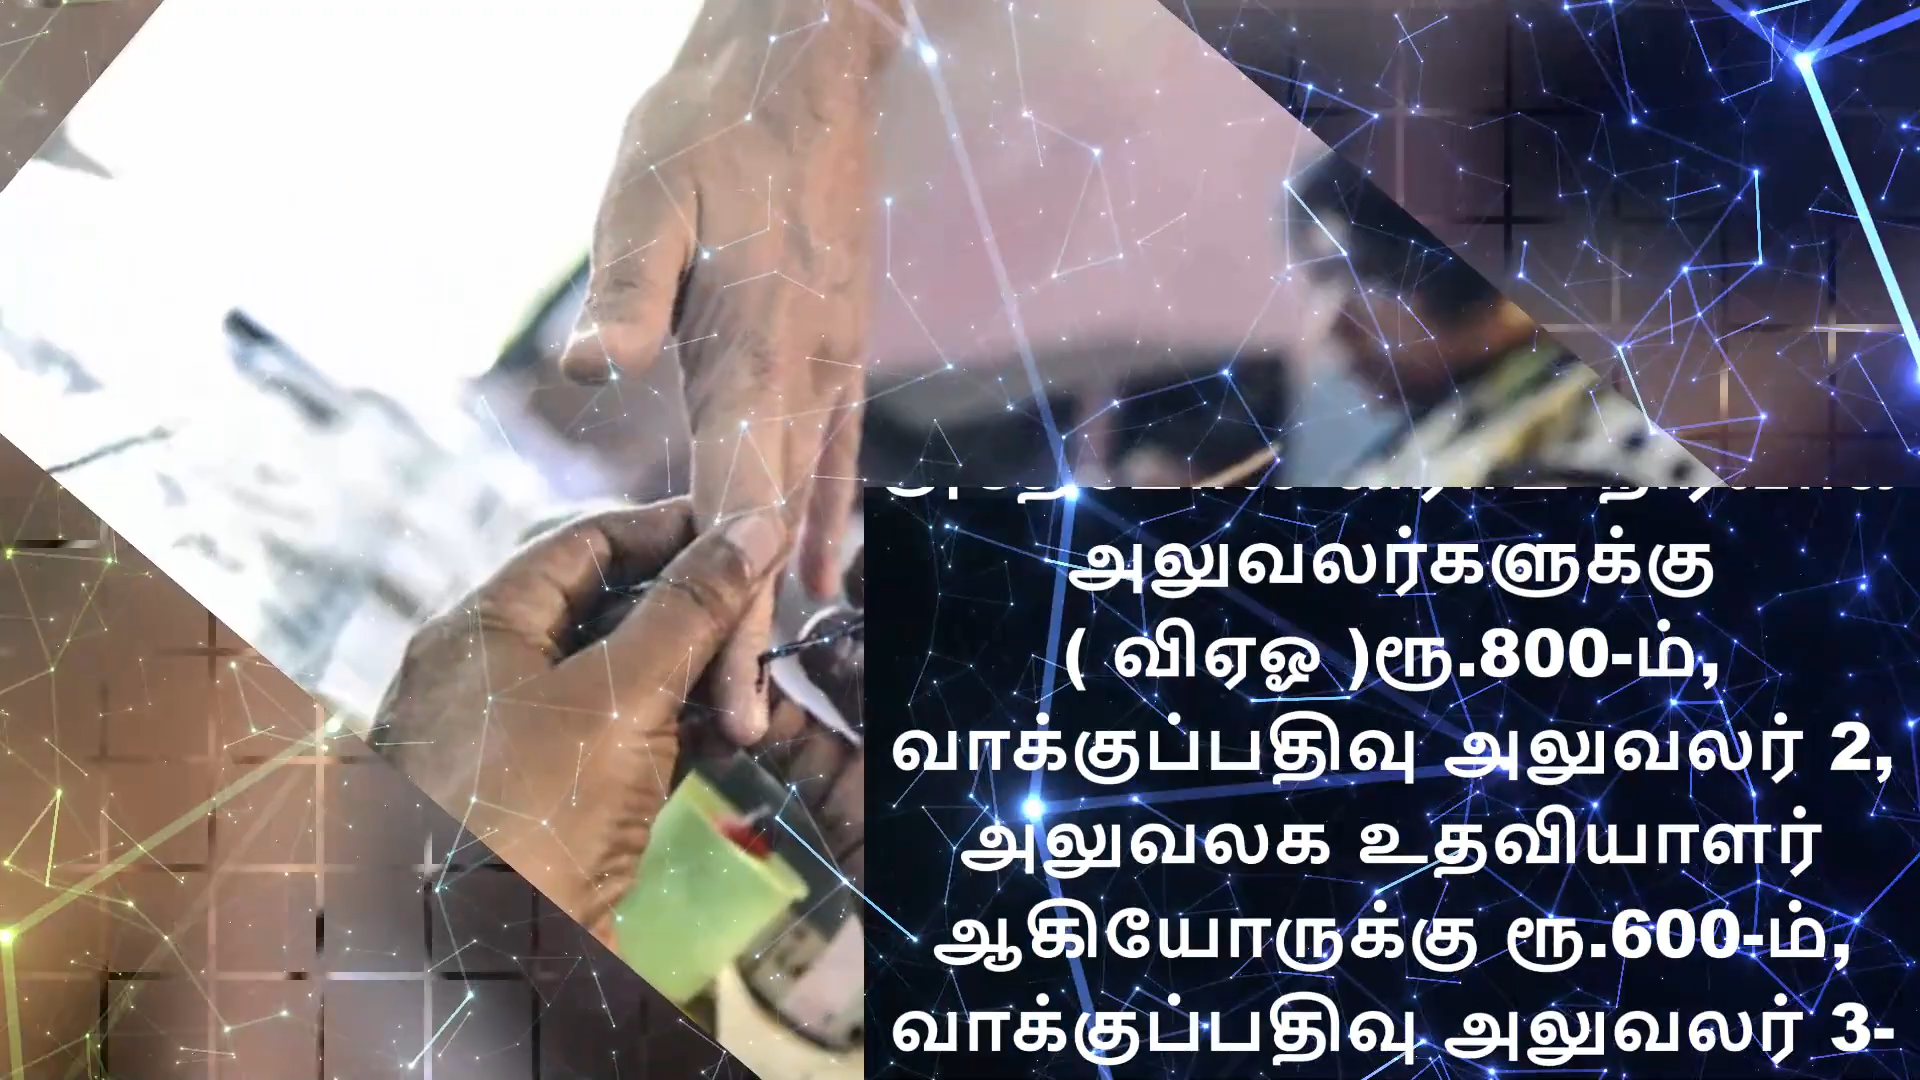 அலுவலர்களுக்கு
( விஏஓ )ரூ.800-ம்,
வாக்குப்பதிவு அலுவலர் 2,
அலுவலக உதவியாளர்
ஆகியோருக்கு ரூ.600-ம்,
வாக்குப்பதிவு அலுவலர் 3-